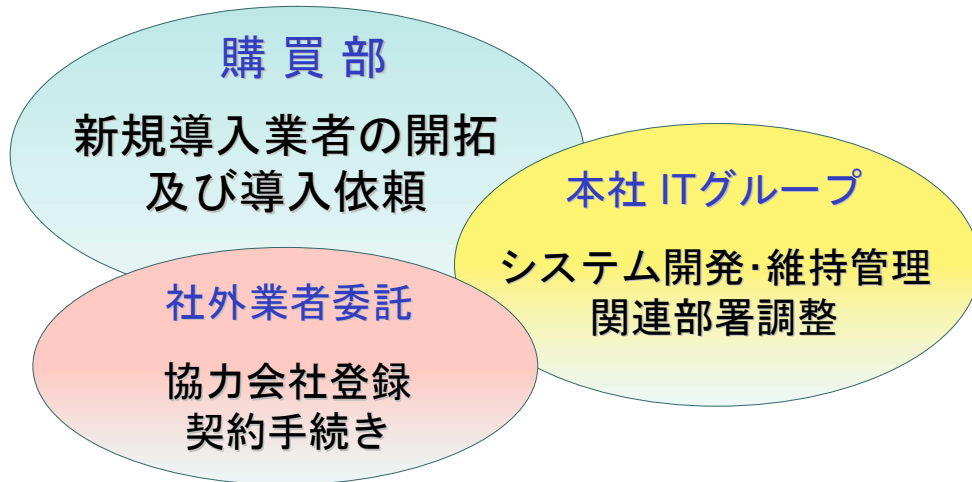 購 買 部
新規導入業者の開拓
及び導入依頼
本社 ITグループ
システム開発・維持管理
関連部署調整
社外業者委託
協力会社登録
契約手続き